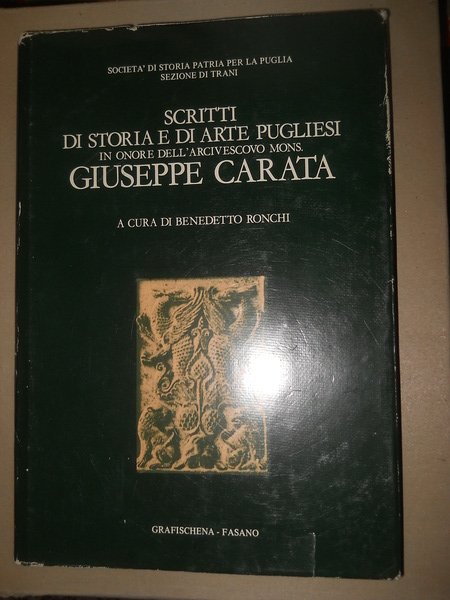 SOCIETA' DI STORIA PATRIA PER LA PUGLIA
SEZIONE DI TRANI
SCRITTI
DI STORIA E DI ARTE PUGLIESI
IN ONORE DELL'ARCIVESCOVO MONS.
GIUSEPPE CARATA
A CURA DI BENEDETTO RONCHI
GRAFISCHENA - FASANO